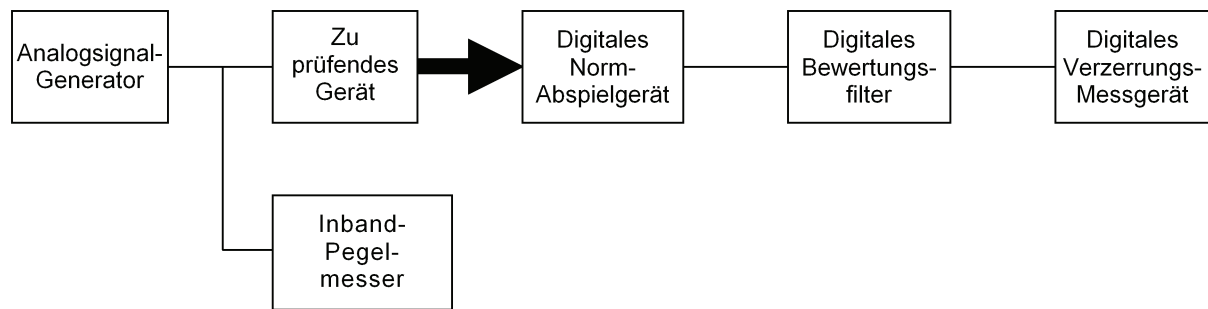 Analogsignal-
Generator
Zu
prüfendes
Gerät
Digitales
Norm-
Abspielgerät
Digitales
Bewertungs-
filter
Digitales
Verzerrungs-
Messgerät
Inband-
Pegel-
messer